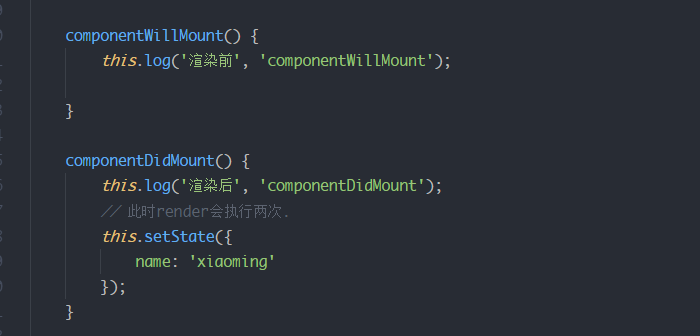 componentWillMount() {
this.log('渲染前', 'componentWillMount');
}
componentDidMount() {
this.log('渲染后', 'componentDidMount');
// 此时render会执行两次.
this.setState({
name: 'xiaoming'
});
}